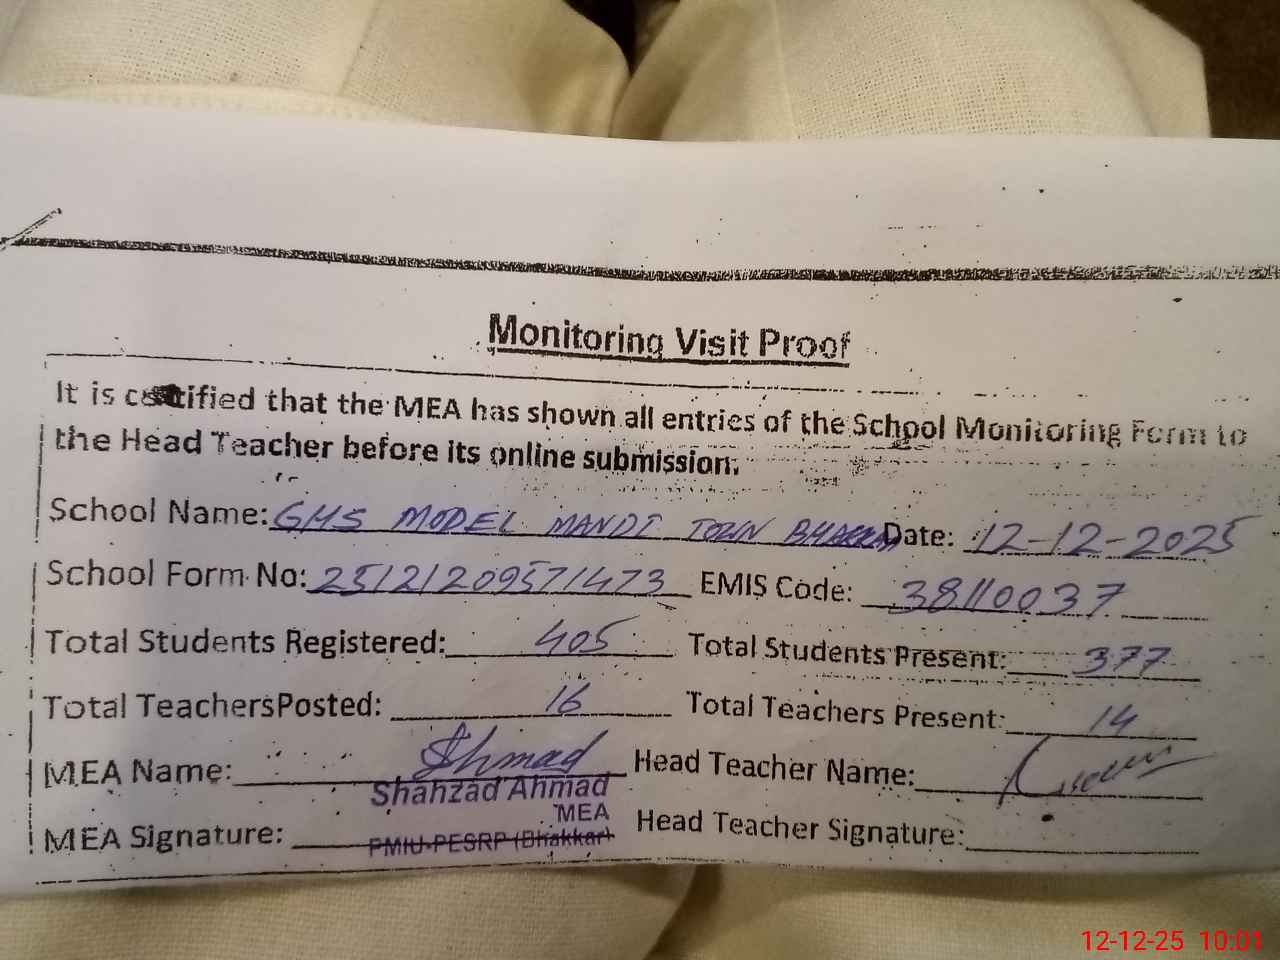 Monitoring Visit Proof
It is certified that the MEA has shown all entries of the School Monitoring Form to
the Head Teacher before its online submission.
School Name: GHS MODEL MANDI TOWN BHAKKAR Date: 12-12-2025
School Form No: 25121209571473 EMIS Code: 38110037
Total Students Registered: 405 Total Students Present: 377
Total TeachersPosted: 16 Total Teachers Present: 14
MEA Name: Ahmad Head Teacher Name:
Shahzad Ahmad
MEA
MEA Signature: PMIU-PESRP (Bhakkar) Head Teacher Signature:
12-12-25 10:01